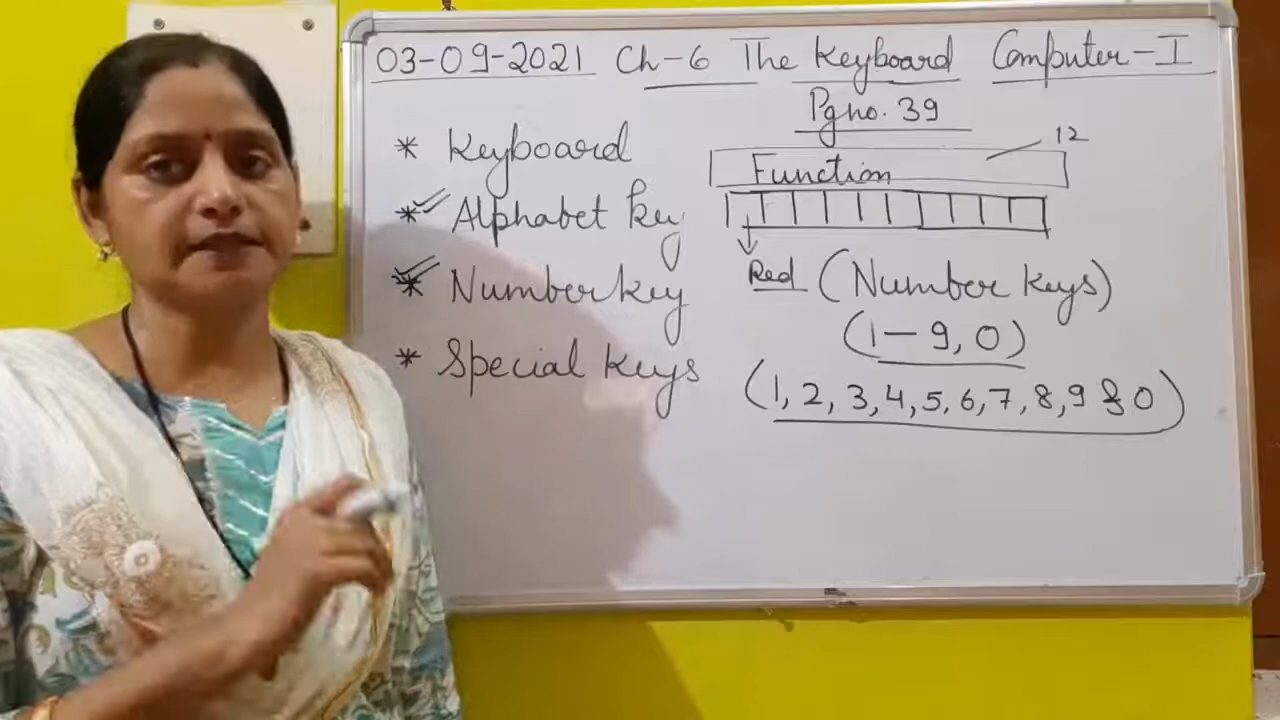 03-09-2021 Ch-6 The Keyboard Computer-I
Pg no. 39
* Keyboard
12
Function
* Alphabet key
Red (Number keys)
* Number key
(1-9,0)
* Special keys
(1, 2, 3, 4, 5, 6, 7, 8, 9 & 0)